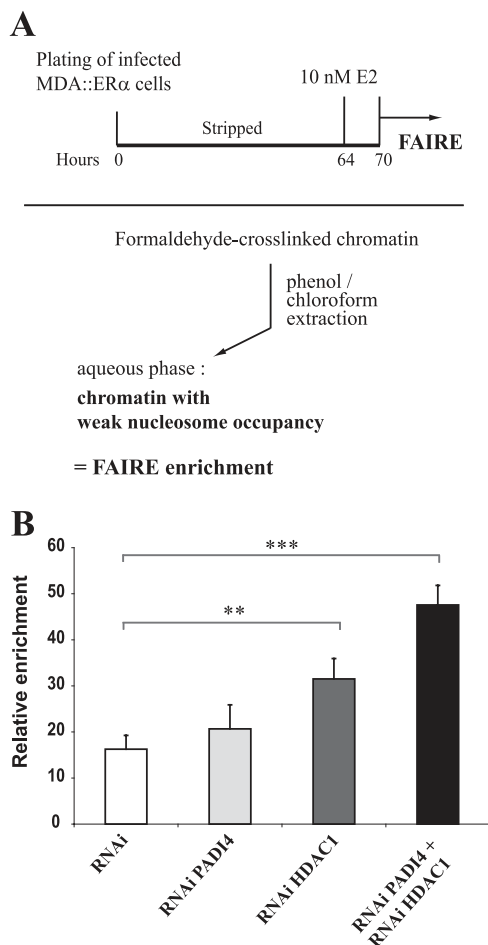 A
Plating of infected
MDA::ERα cells
10 nM E2
Stripped
FAIRE
Hours 0 64 70
Formaldehyde-crosslinked chromatin
phenol /
chloroform
extraction
aqueous phase :
chromatin with
weak nucleosome occupancy
= FAIRE enrichment
B
Relative enrichment
60
50
40
30
20
10
0
***
**
RNAi
RNAi PADI4
RNAi HDAC1
RNAi PADI4 +
RNAi HDAC1